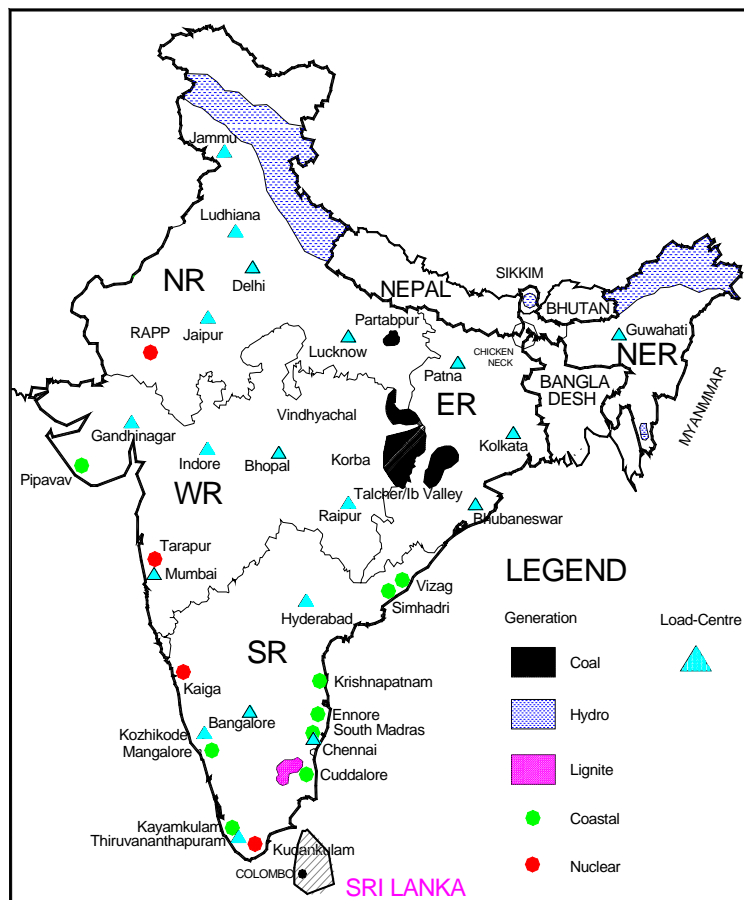 Jammu
Ludhiana
NR
Delhi
SIKKIM
NEPAL
BHUTAN
Partabpur
RAPP
Jaipur
Lucknow
Guwahati
CHICKEN
NECK
NER
Patna
BANGLA
DESH
ER
MYANMMAR
Vindhyachal
Gandhinagar
Kolkata
Indore
Bhopal
Korba
Pipavav
WR
Talcher/Ib Valley
Raipur
Bhubaneswar
Tarapur
Mumbai
LEGEND
Vizag
Simhadri
Hyderabad
Generation
Load-Centre
SR
Coal
Kaiga
Krishnapatnam
Bangalore
Ennore
Hydro
Kozhikode
South Madras
Mangalore
Chennai
Lignite
Cuddalore
Coastal
Kayamkulam
Thiruvananthapuram
Kudankulam
Nuclear
COLOMBO
SRI LANKA